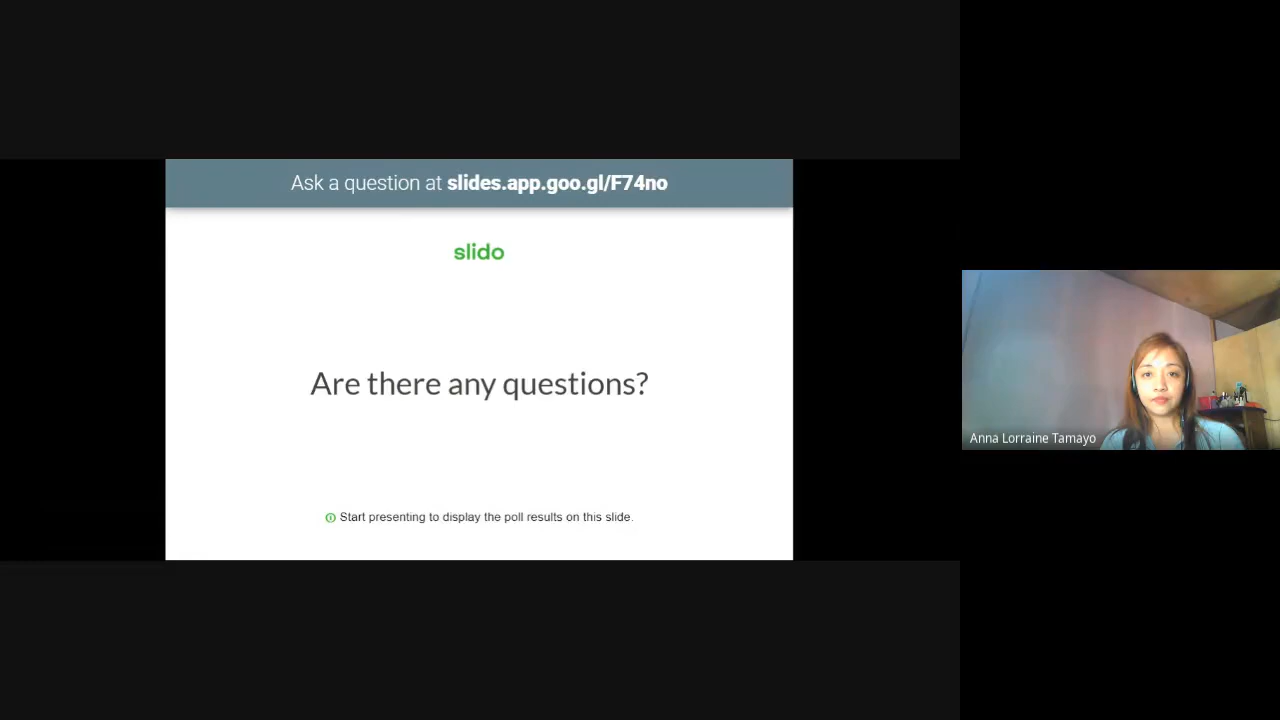 Ask a question at slides.app.goo.gl/F74no
slido
Are there any questions?
Start presenting to display the poll results on this slide.
Anna Lorraine Tamayo